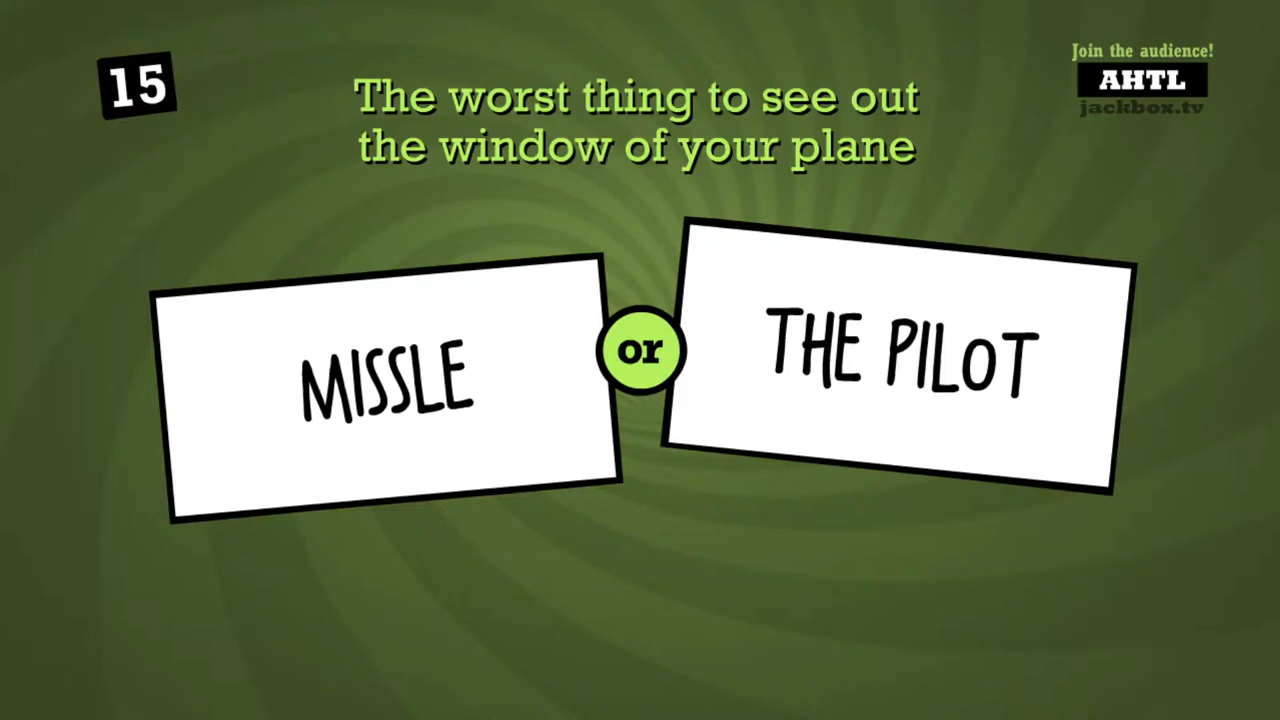 15
Join the audience!
AHTL
jackbox.tv
The worst thing to see out
the window of your plane
MISSLE
or
THE PILOT